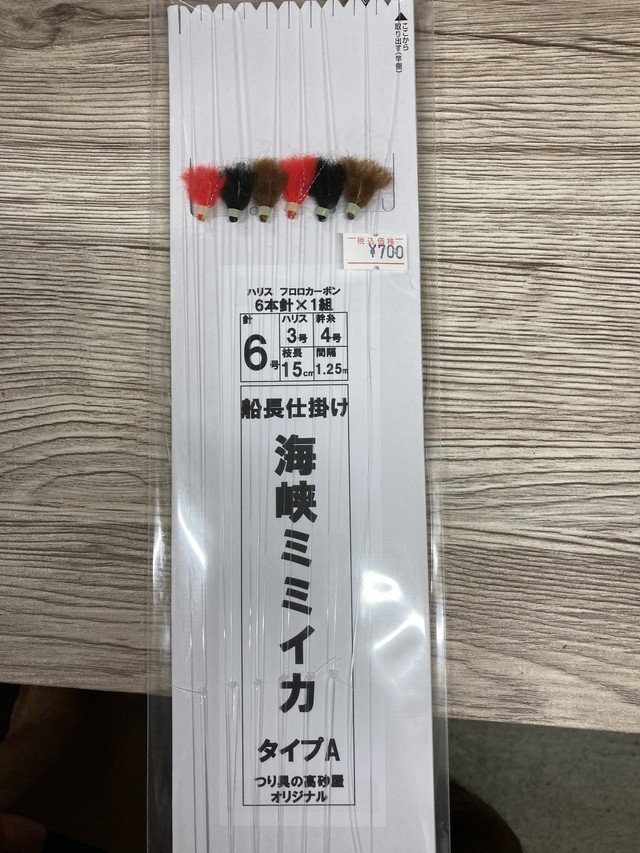 ここから
取り出す(竿側)
税込価格
¥700
ハリス フロロカーボン
6本針×1組
針
6号
ハリス
3号
幹糸
4号
枝長
15cm
間隔
1.25m
船長仕掛け
海峡ミミイカ
タイプA
つり具の高砂屋
オリジナル